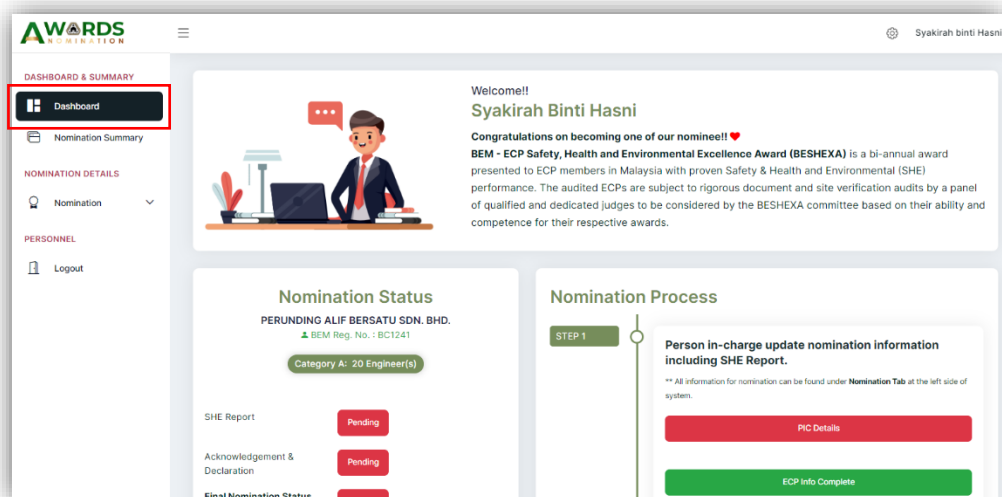 AWARDS
NOMINATION
Syakirah binti Hasni
DASHBOARD & SUMMARY
Dashboard
Nomination Summary
NOMINATION DETAILS
Nomination
PERSONNEL
Logout
Welcome!!
Syakirah Binti Hasni
Congratulations on becoming one of our nominee!!
BEM - ECP Safety, Health and Environmental Excellence Award (BESHEXA) is a bi-annual award
presented to ECP members in Malaysia with proven Safety & Health and Environmental (SHE)
performance. The audited ECPs are subject to rigorous document and site verification audits by a panel
of qualified and dedicated judges to be considered by the BESHEXA committee based on their ability and
competence for their respective awards.
Nomination Status
PERUNDING ALIF BERSATU SDN. BHD.
BEM Reg. No. : BC1241
Category A: 20 Engineer(s)
SHE Report
Pending
Acknowledgement &
Declaration
Pending
Final Nomination Status
Nomination Process
STEP 1
Person in-charge update nomination information
including SHE Report.
** All information for nomination can be found under Nomination Tab at the left side of
system.
PIC Details
ECP Info Complete